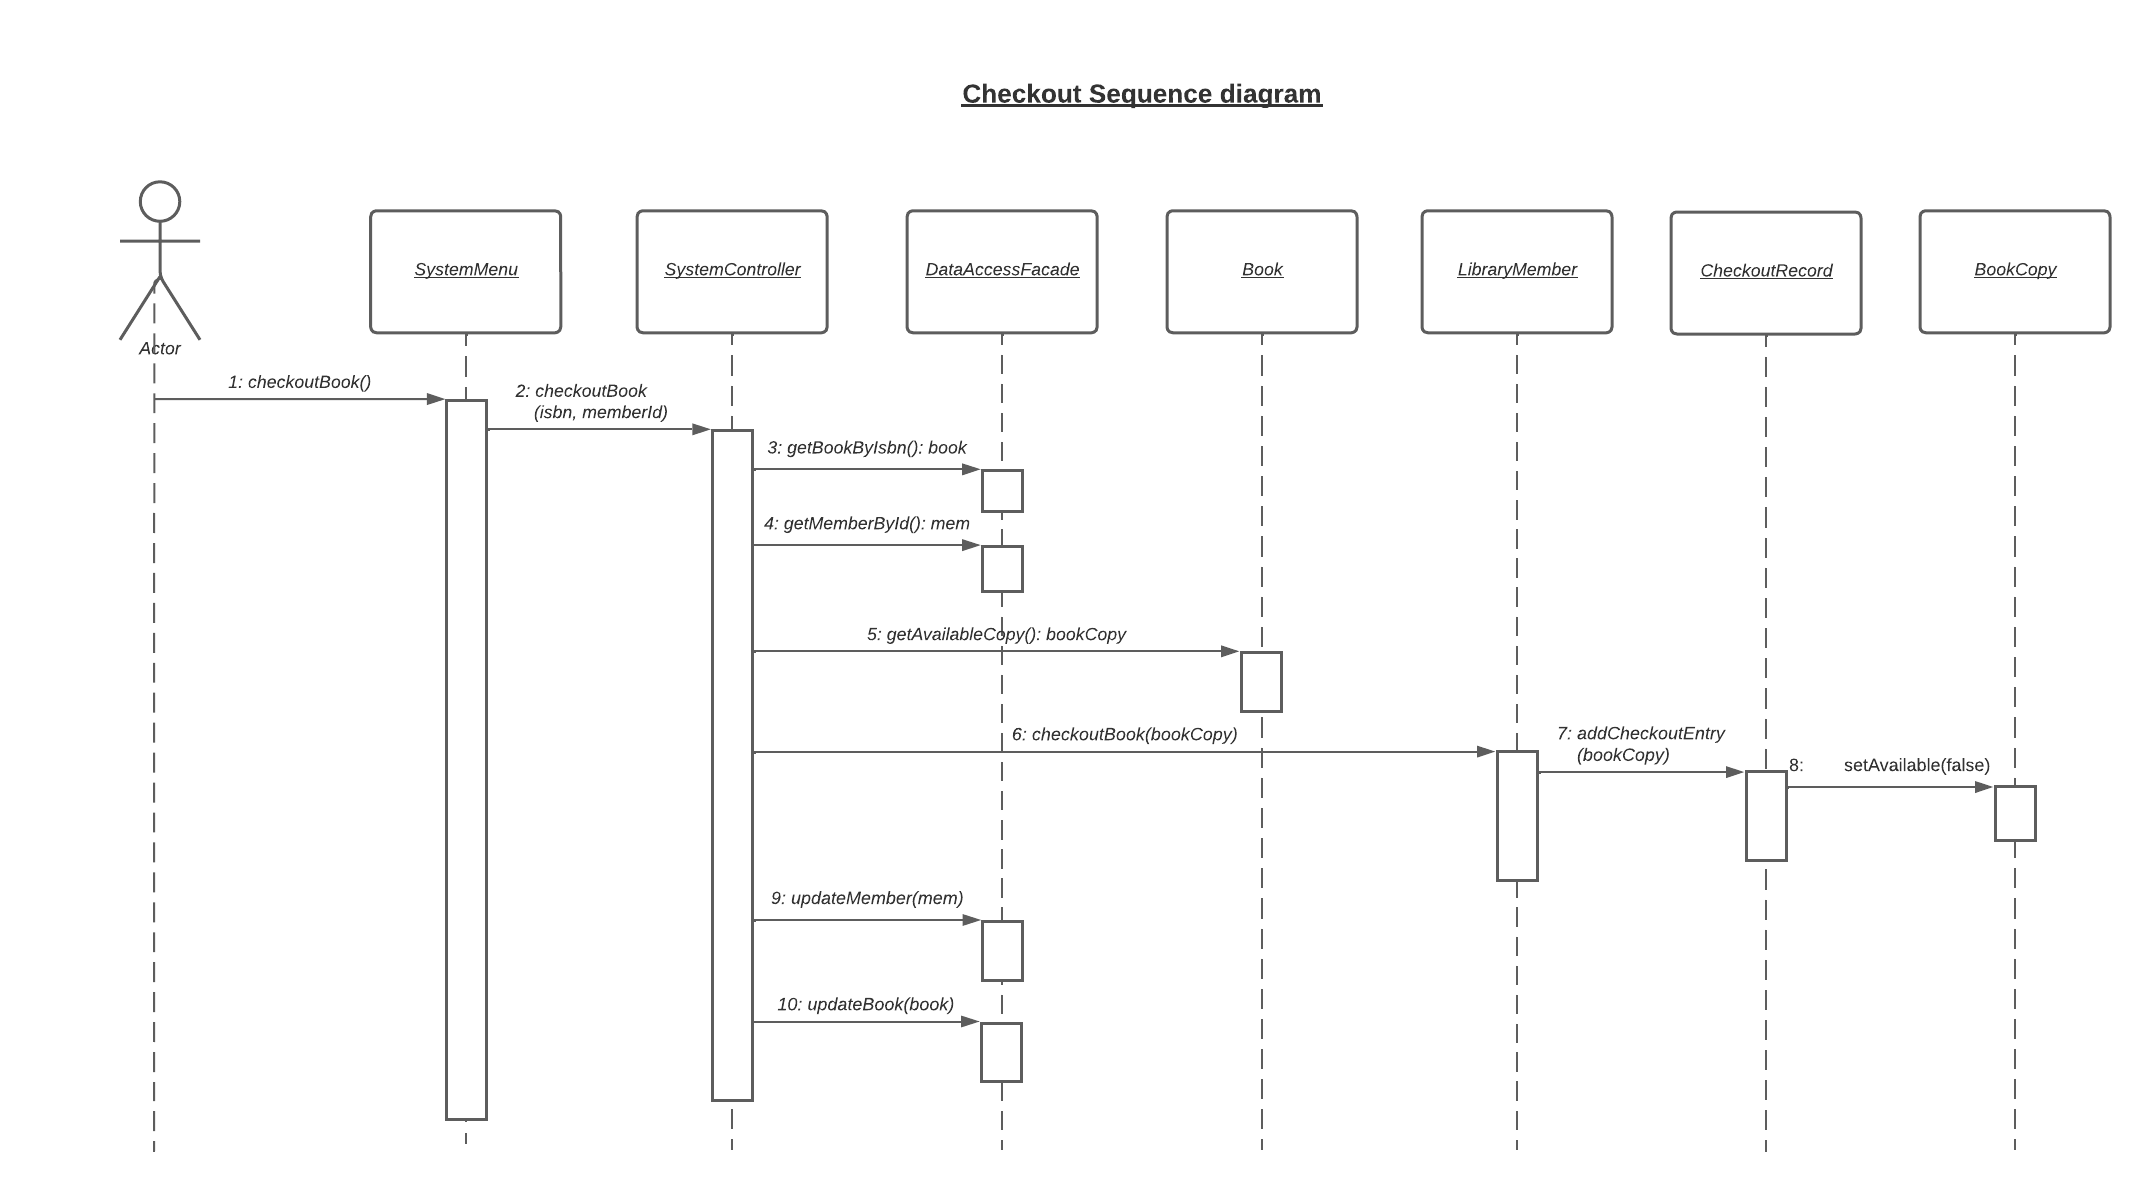 Checkout Sequence diagram
SystemMenu
SystemController
DataAccessFacade
Book
LibraryMember
CheckoutRecord
BookCopy
Actor
1: checkoutBook()
2: checkoutBook
(isbn, memberId)
3: getBookByIsbn(): book
4: getMemberById(): mem
5: getAvailableCopy(): bookCopy
6: checkoutBook(bookCopy)
7: addCheckoutEntry
(bookCopy)
8: setAvailable(false)
9: updateMember(mem)
10: updateBook(book)